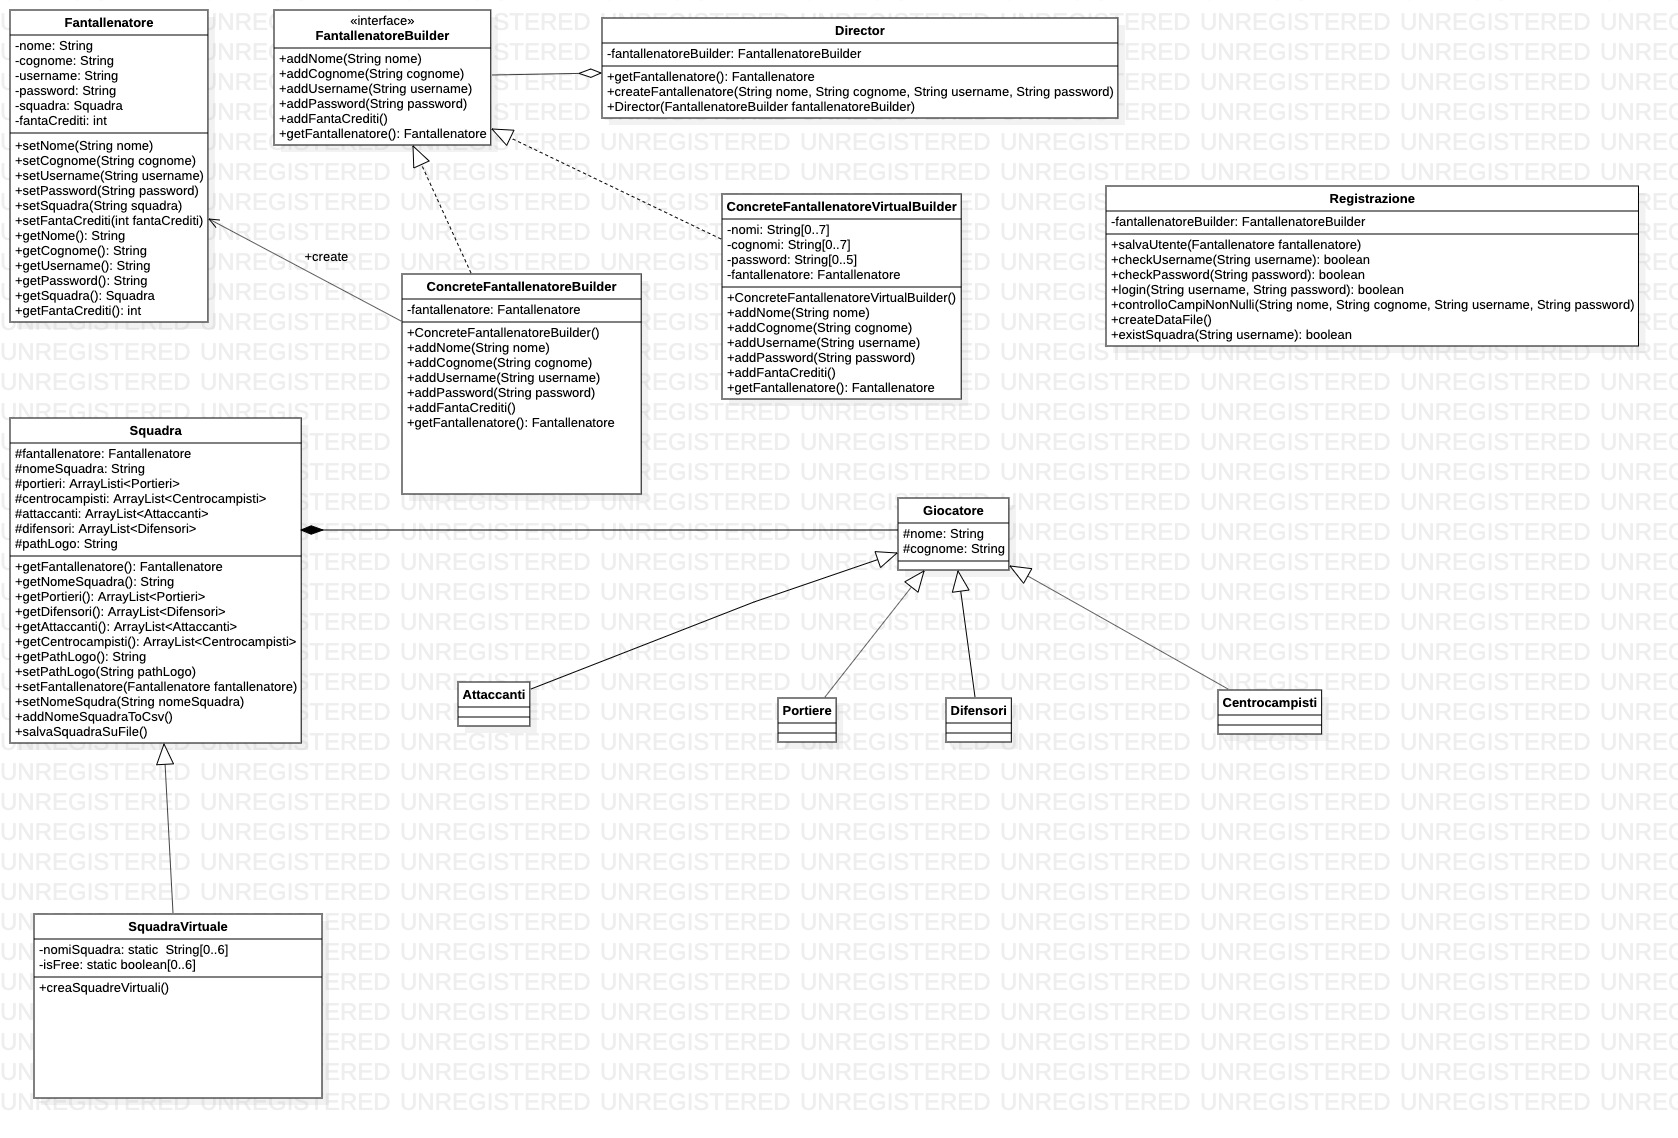 Fantallenatore
-nome: String
-cognome: String
-username: String
-password: String
-squadra: Squadra
-fantaCrediti: int
+setNome(String nome)
+setCognome(String cognome)
+setUsername(String username)
+setPassword(String password)
+setSquadra(String squadra)
+setFantaCrediti(int fantaCrediti)
+getNome(): String
+getCognome(): String
+getUsername(): String
+getPassword(): String
+getSquadra(): Squadra
+getFantaCrediti(): int
«interface»
FantallenatoreBuilder
+addNome(String nome)
+addCognome(String cognome)
+addUsername(String username)
+addPassword(String password)
+addFantaCrediti()
+getFantallenatore(): Fantallenatore
Director
-fantallenatoreBuilder: FantallenatoreBuilder
+getFantallenatore(): Fantallenatore
+createFantallenatore(String nome, String cognome, String username, String password)
+Director(FantallenatoreBuilder fantallenatoreBuilder)
+create
ConcreteFantallenatoreBuilder
-fantallenatore: Fantallenatore
+ConcreteFantallenatoreBuilder()
+addNome(String nome)
+addCognome(String cognome)
+addUsername(String username)
+addPassword(String password)
+addFantaCrediti()
+getFantallenatore(): Fantallenatore
ConcreteFantallenatoreVirtualBuilder
-nomi: String[0..7]
-cognomi: String[0..7]
-password: String[0..5]
-fantallenatore: Fantallenatore
+ConcreteFantallenatoreVirtualBuilder()
+addNome(String nome)
+addCognome(String cognome)
+addUsername(String username)
+addPassword(String password)
+addFantaCrediti()
+getFantallenatore(): Fantallenatore
Registrazione
-fantallenatoreBuilder: FantallenatoreBuilder
+salvaUtente(Fantallenatore fantallenatore)
+checkUsername(String username): boolean
+checkPassword(String password): boolean
+login(String username, String password): boolean
+controlloCampiNonNulli(String nome, String cognome, String username, String password)
+createDataFile()
+existSquadra(String username): boolean
Squadra
#fantallenatore: Fantallenatore
#nomeSquadra: String
#portieri: ArrayListi<Portieri>
#centrocampisti: ArrayList<Centrocampisti>
#attaccanti: ArrayList<Attaccanti>
#difensori: ArrayList<Difensori>
#pathLogo: String
+getFantallenatore(): Fantallenatore
+getNomeSquadra(): String
+getPortieri(): ArrayList<Portieri>
+getDifensori(): ArrayList<Difensori>
+getAttaccanti(): ArrayList<Attaccanti>
+getCentrocampisti(): ArrayList<Centrocampisti>
+getPathLogo(): String
+setPathLogo(String pathLogo)
+setFantallenatore(Fantallenatore fantallenatore)
+setNomeSqudra(String nomeSquadra)
+addNomeSquadraToCsv()
+salvaSquadraSuFile()
Giocatore
#nome: String
#cognome: String
Attaccanti
Portiere
Difensori
Centrocampisti
SquadraVirtuale
-nomiSquadra: static  String[0..6]
-isFree: static boolean[0..6]
+creaSquadreVirtuali()
UNREGISTERED